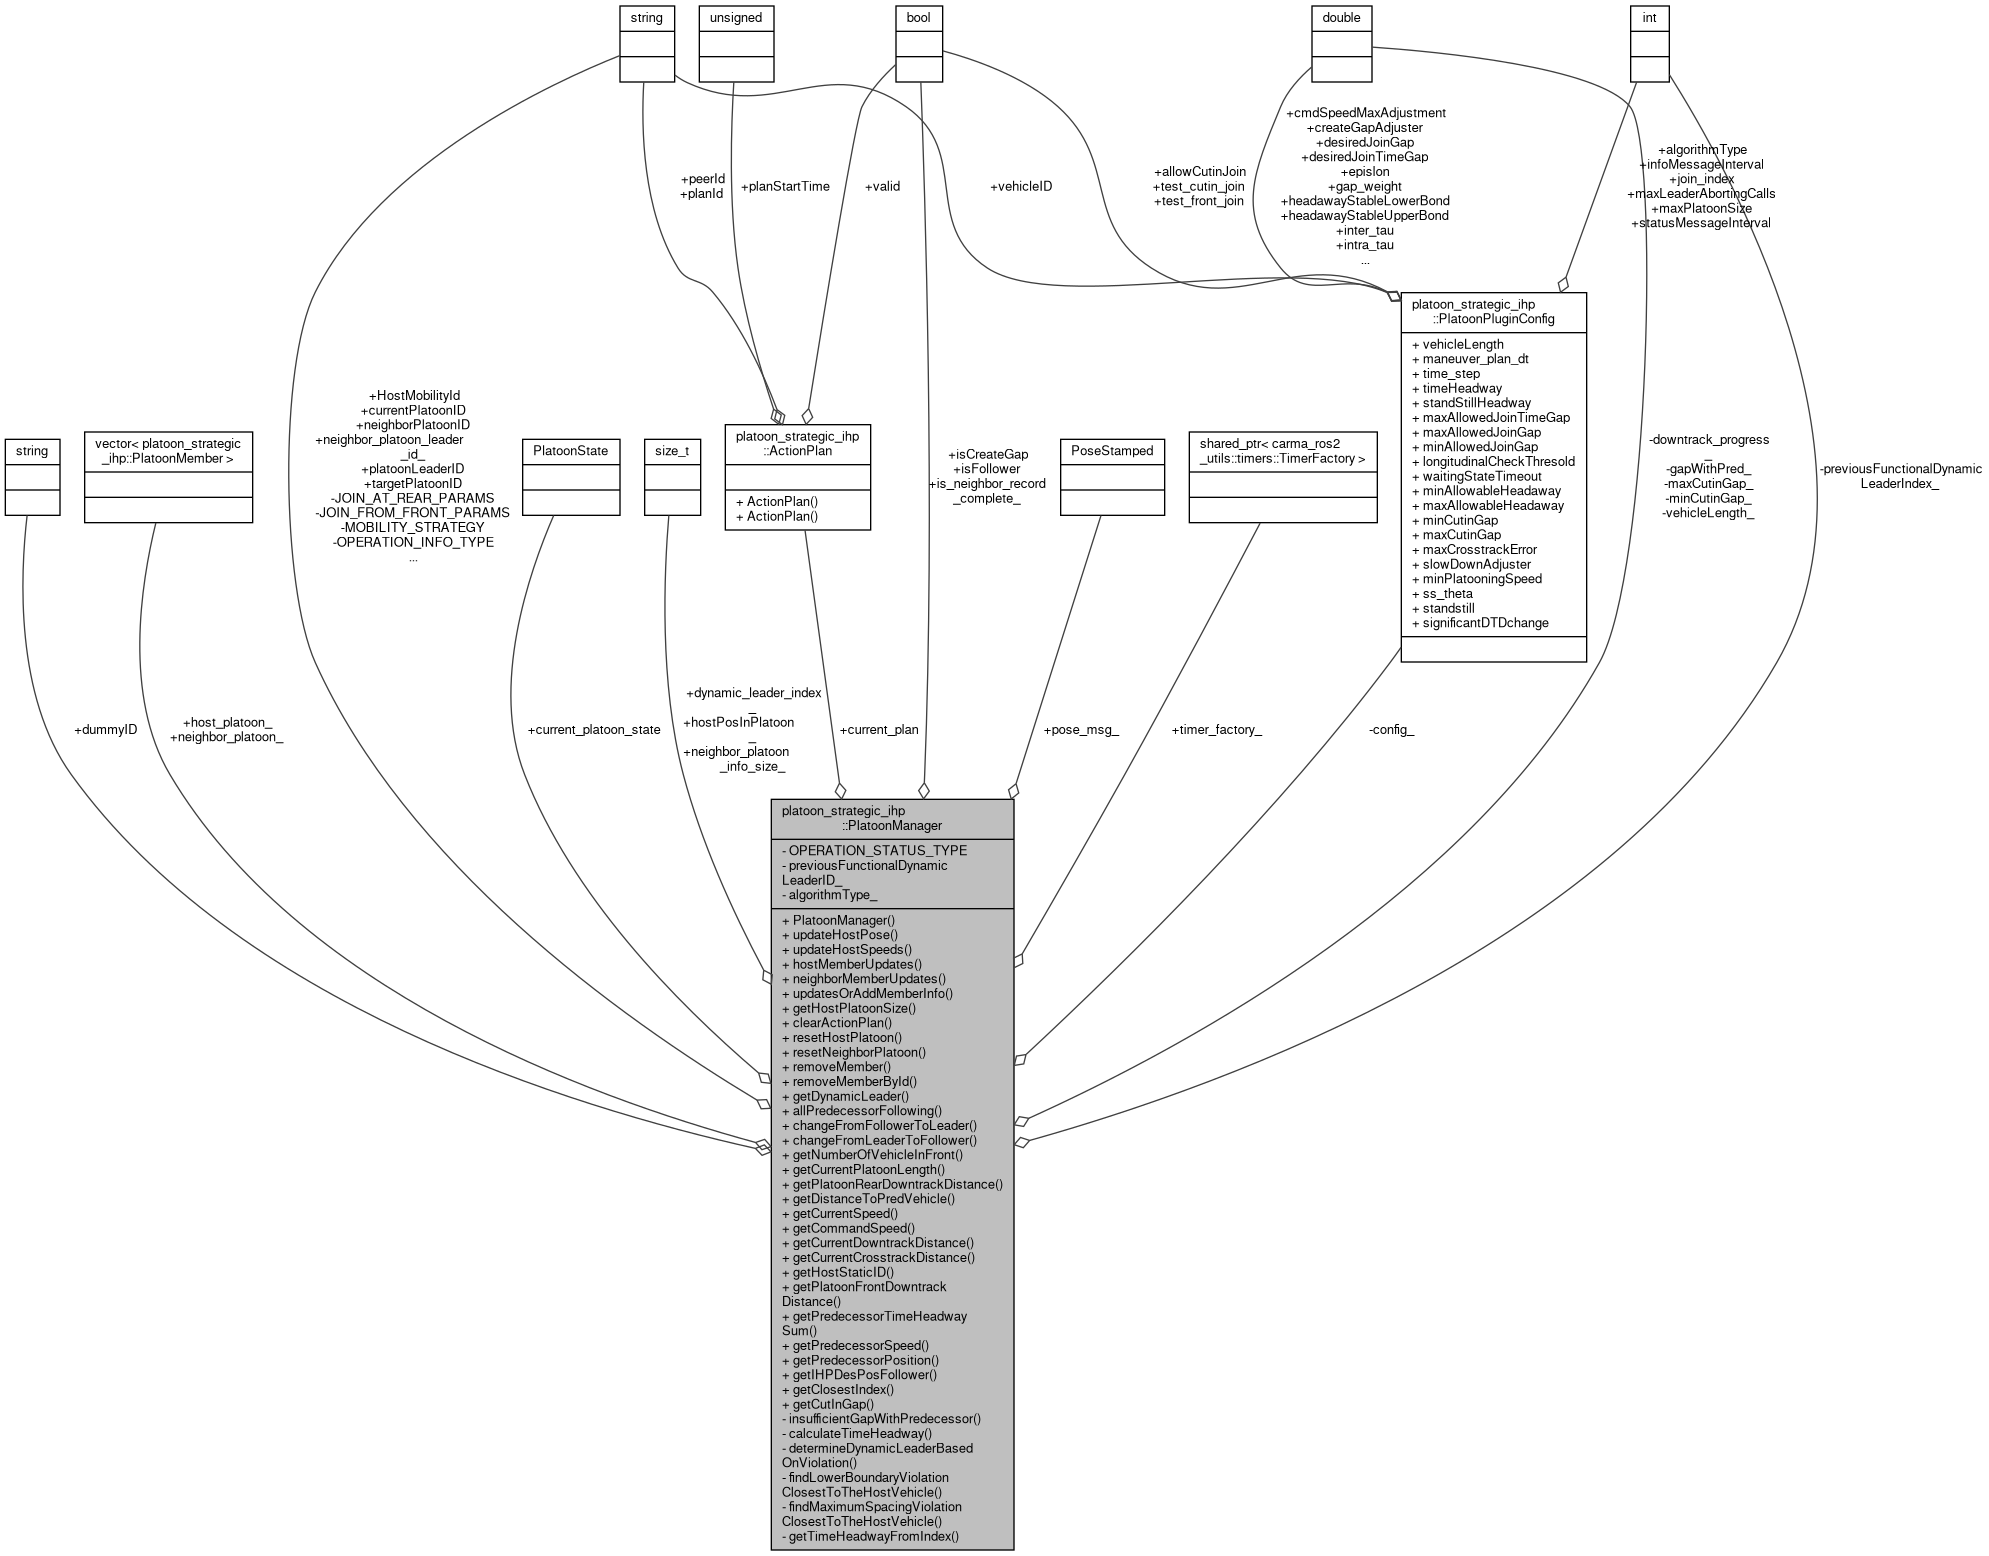 string
unsigned
bool
double
int
+peerId
+planId
+planStartTime
+valid
+vehicleID
+allowCutinJoin
+test_cutin_join
+test_front_join
+cmdSpeedMaxAdjustment
+createGapAdjuster
+desiredJoinGap
+desiredJoinTimeGap
+epislon
+gap_weight
+headawayStableLowerBond
+headawayStableUpperBond
+inter_tau
+intra_tau
...
+algorithmType
+infoMessageInterval
+join_index
+maxLeaderAbortingCalls
+maxPlatoonSize
+statusMessageInterval
platoon_strategic_ihp
::PlatoonPluginConfig
+ vehicleLength
+ maneuver_plan_dt
+ time_step
+ timeHeadway
+ standStillHeadway
+ maxAllowedJoinTimeGap
+ maxAllowedJoinGap
+ minAllowedJoinGap
+ longitudinalCheckThresold
+ waitingStateTimeout
+ minAllowableHeadaway
+ maxAllowableHeadaway
+ minCutinGap
+ maxCutinGap
+ maxCrosstrackError
+ slowDownAdjuster
+ minPlatooningSpeed
+ ss_theta
+ standstill
+ significantDTDchange
string
vector< platoon_strategic
_ihp::PlatoonMember >
+HostMobilityId
+currentPlatoonID
+neighborPlatoonID
+neighbor_platoon_leader
_id_
+platoonLeaderID
+targetPlatoonID
-JOIN_AT_REAR_PARAMS
-JOIN_FROM_FRONT_PARAMS
-MOBILITY_STRATEGY
-OPERATION_INFO_TYPE
...
PlatoonState
size_t
platoon_strategic_ihp
::ActionPlan
+ ActionPlan()
+ ActionPlan()
+isCreateGap
+isFollower
+is_neighbor_record
_complete_
PoseStamped
shared_ptr< carma_ros2
_utils::timers::TimerFactory >
-downtrack_progress
_
-gapWithPred_
-maxCutinGap_
-minCutinGap_
-vehicleLength_
-previousFunctionalDynamic
LeaderIndex_
+dummyID
+host_platoon_
+neighbor_platoon_
+current_platoon_state
+dynamic_leader_index
_
+hostPosInPlatoon
_
+neighbor_platoon
_info_size_
+current_plan
+pose_msg_
+timer_factory_
-config_
platoon_strategic_ihp
::PlatoonManager
- OPERATION_STATUS_TYPE
- previousFunctionalDynamic
LeaderID_
- algorithmType_
+ PlatoonManager()
+ updateHostPose()
+ updateHostSpeeds()
+ hostMemberUpdates()
+ neighborMemberUpdates()
+ updatesOrAddMemberInfo()
+ getHostPlatoonSize()
+ clearActionPlan()
+ resetHostPlatoon()
+ resetNeighborPlatoon()
+ removeMember()
+ removeMemberById()
+ getDynamicLeader()
+ allPredecessorFollowing()
+ changeFromFollowerToLeader()
+ changeFromLeaderToFollower()
+ getNumberOfVehicleInFront()
+ getCurrentPlatoonLength()
+ getPlatoonRearDowntrackDistance()
+ getDistanceToPredVehicle()
+ getCurrentSpeed()
+ getCommandSpeed()
+ getCurrentDowntrackDistance()
+ getCurrentCrosstrackDistance()
+ getHostStaticID()
+ getPlatoonFrontDowntrack
Distance()
+ getPredecessorTimeHeadway
Sum()
+ getPredecessorSpeed()
+ getPredecessorPosition()
+ getIHPDesPosFollower()
+ getClosestIndex()
+ getCutInGap()
- insufficientGapWithPredecessor()
- calculateTimeHeadway()
- determineDynamicLeaderBased
OnViolation()
- findLowerBoundaryViolation
ClosestToTheHostVehicle()
- findMaximumSpacingViolation
ClosestToTheHostVehicle()
- getTimeHeadwayFromIndex()